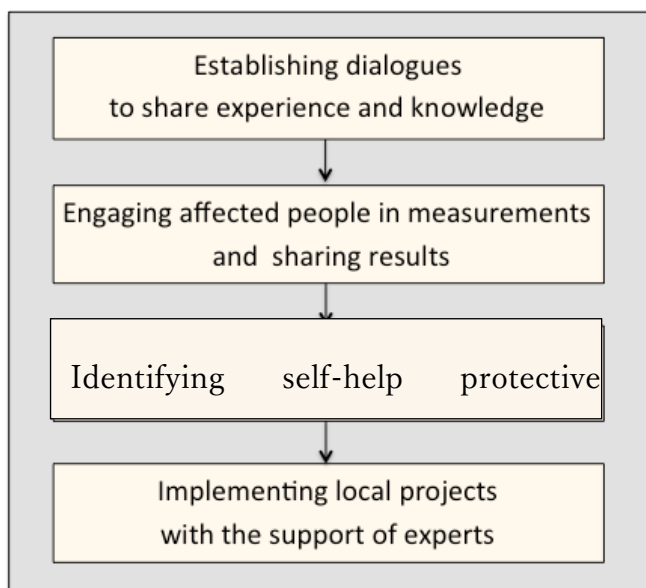 Establishing dialogues
to share experience and knowledge
Engaging affected people in measurements
and sharing results
Identifying self-help protective
Implementing local projects
with the support of experts